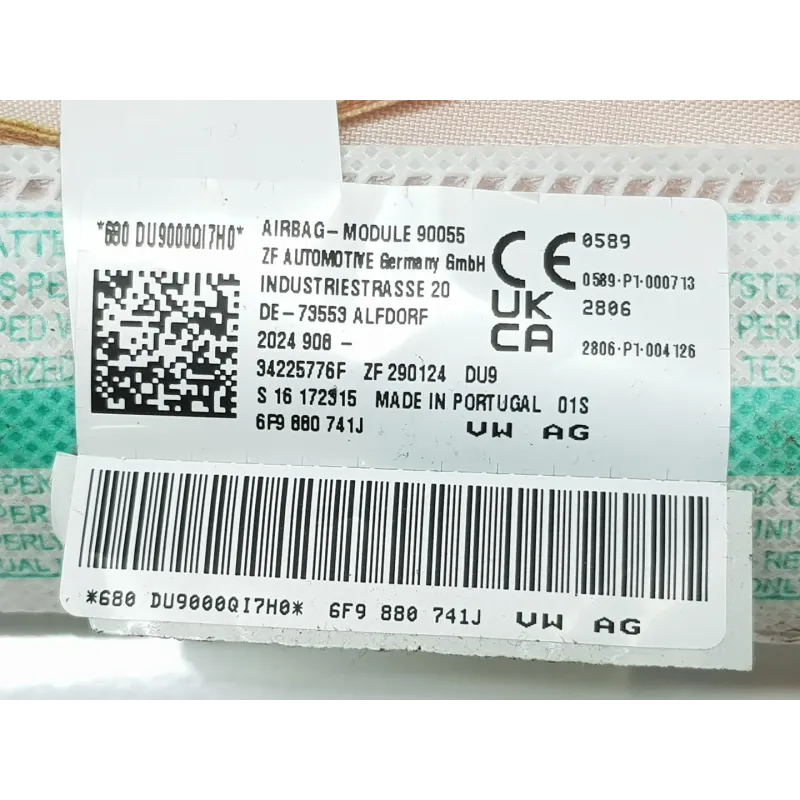 *680 DU9000QI7H0*
AIRBAG-MODULE 90055
ZF AUTOMOTIVE Germany GmbH
INDUSTRIESTRASSE 20
DE-73553 ALFDORF
2024 908 -
34225776F ZF 290124 DU9
S 16 172315 MADE IN PORTUGAL 01S
6F9 880 741J VW AG
CE 0589
0589·P1·000713
UK
CA
2806
2806·P1·004126
*680 DU9000QI7H0* 6F9 880 741J VW AG